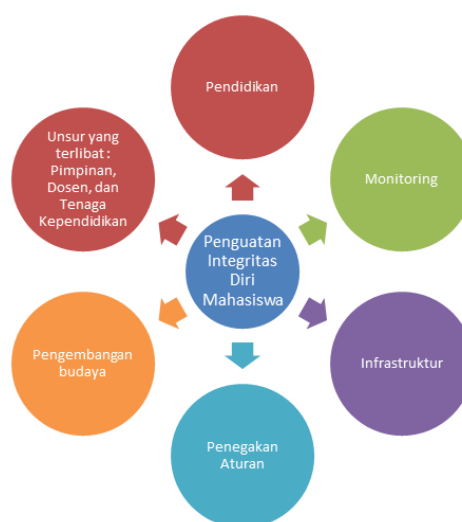 Pendidikan
Unsur yang
terlibat :
Pimpinan,
Dosen, dan
Tenaga
Kependidikan
Monitoring
Penguatan
Integritas
Diri
Mahasiswa
Pengembangan
budaya
Infrastruktur
Penegakan
Aturan